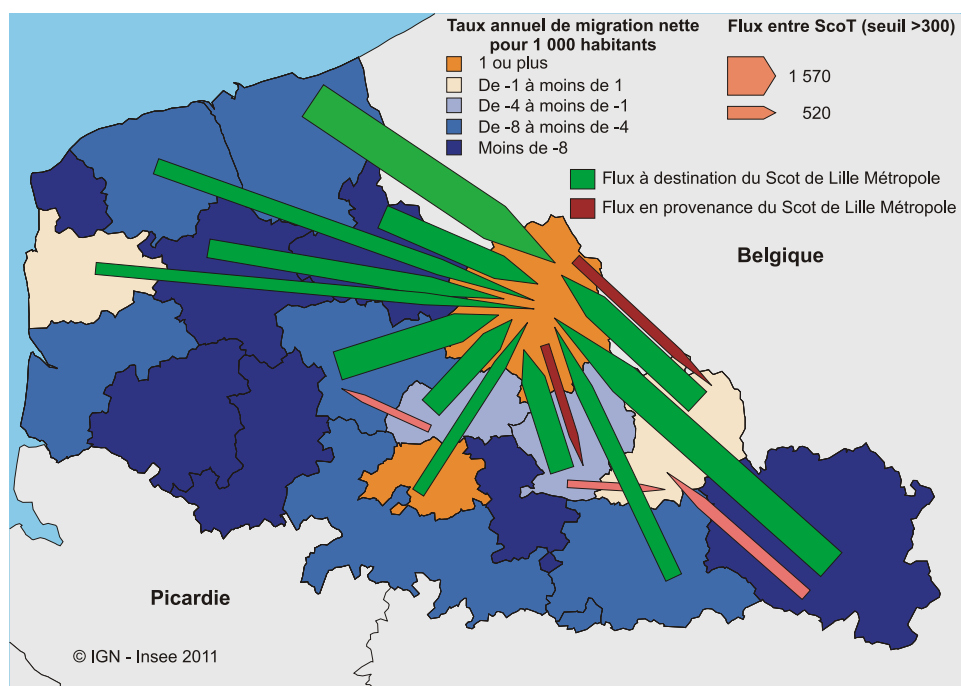 Taux annuel de migration nette
pour 1 000 habitants
1 ou plus
De -1 à moins de 1
De -4 à moins de -1
De -8 à moins de -4
Moins de -8
Flux entre ScoT (seuil >300)
1 570
520
Flux à destination du Scot de Lille Métropole
Flux en provenance du Scot de Lille Métropole
Belgique
Picardie
© IGN - Insee 2011